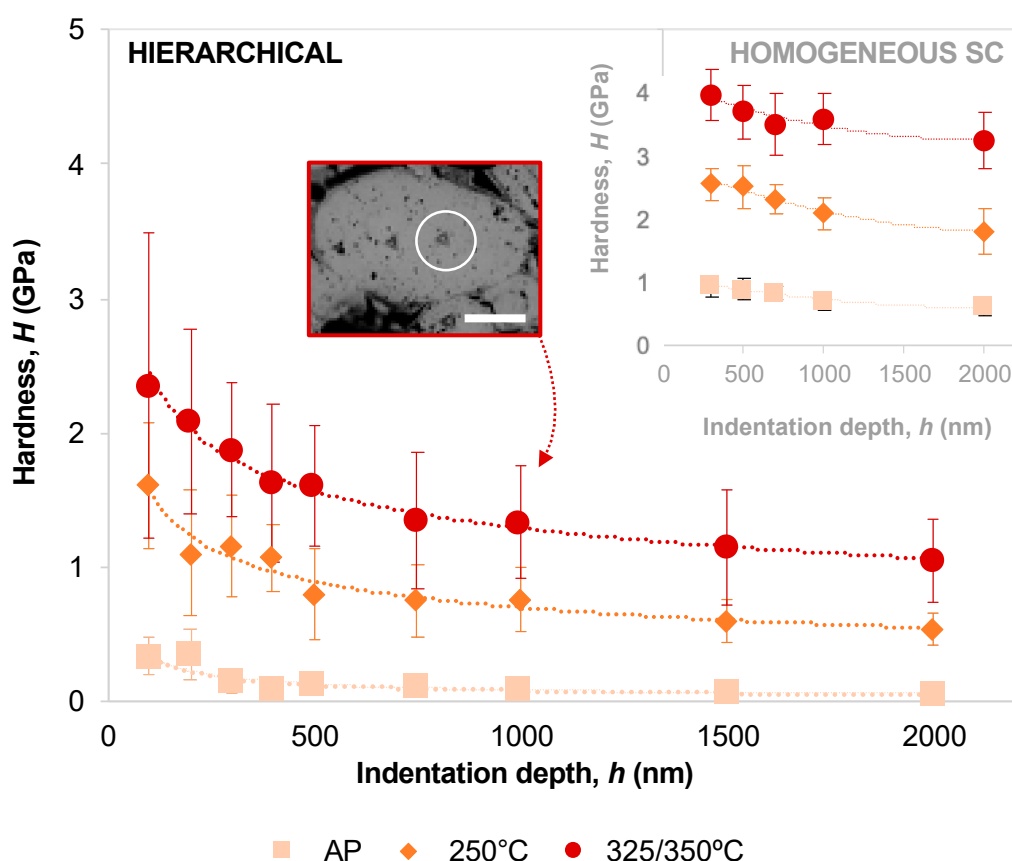 HIERARCHICAL
HOMOGENEOUS SC
5
4
3
2
1
0
Hardness, H (GPa)
0
500
1000
1500
2000
Indentation depth, h (nm)
4
3
2
1
0
Hardness, H (GPa)
0
500
1000
1500
2000
Indentation depth, h (nm)
AP
250°C
325/350ºC